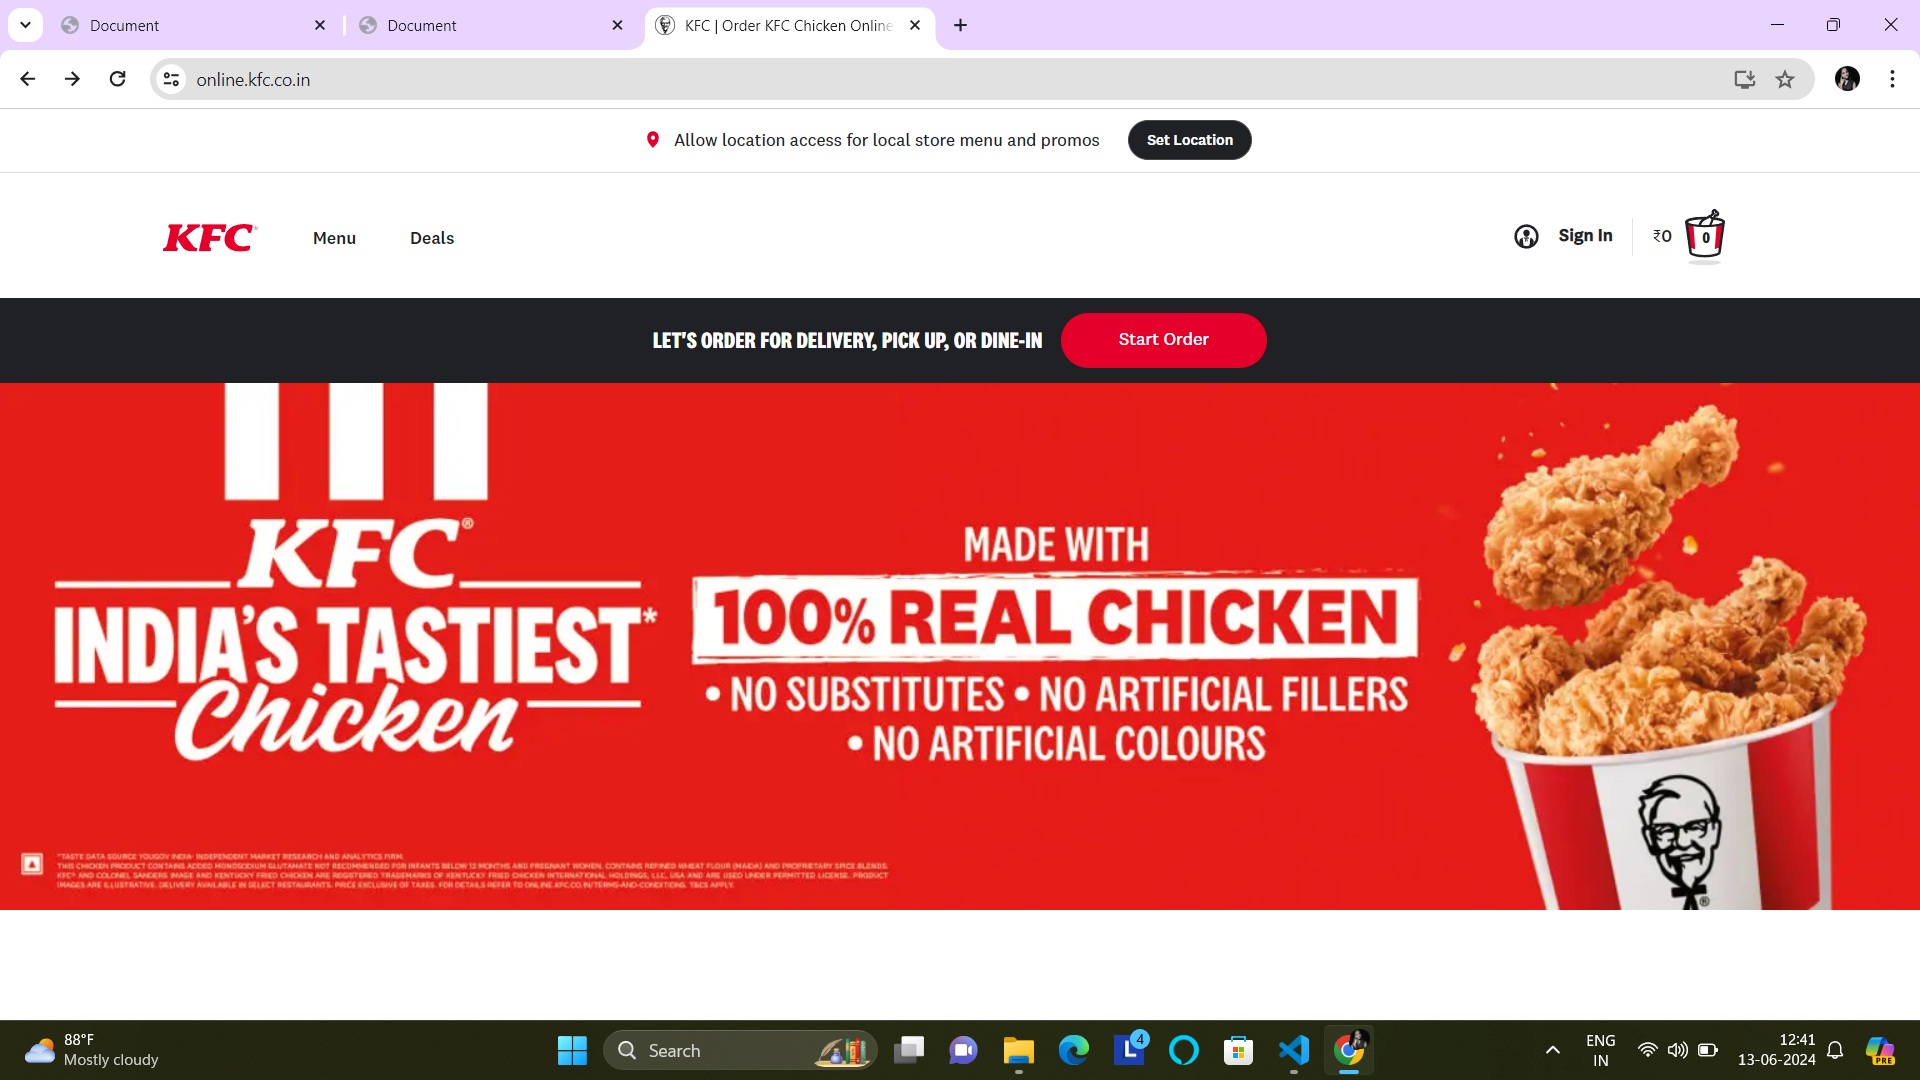 Document
Document
KFC | Order KFC Chicken Online
online.kfc.co.in
Allow location access for local store menu and promos
Set Location
KFC
Menu
Deals
Sign In
₹0
0
LET'S ORDER FOR DELIVERY, PICK UP, OR DINE-IN
Start Order
KFC®
INDIA'S TASTIEST*
Chicken
MADE WITH
100% REAL CHICKEN
• NO SUBSTITUTES • NO ARTIFICIAL FILLERS
• NO ARTIFICIAL COLOURS
*TASTE DATA SOURCE YOUGOV INDIA- INDEPENDENT MARKET RESEARCH AND ANALYTICS FIRM.
THIS CHICKEN PRODUCT CONTAINS ADDED MONOSODIUM GLUTAMATE NOT RECOMMENDED FOR INFANTS BELOW 12 MONTHS AND PREGNANT WOMEN. CONTAINS REFINED WHEAT FLOUR (MAIDA) AND PROPRIETARY SPICE BLENDS.
KFC® AND COLONEL SANDERS IMAGE AND KENTUCKY FRIED CHICKEN ARE REGISTERED TRADEMARKS OF KENTUCKY FRIED CHICKEN INTERNATIONAL HOLDINGS, LLC, USA AND ARE USED UNDER PERMITTED LICENSE. PRODUCT
IMAGES ARE ILLUSTRATIVE. DELIVERY AVAILABLE IN SELECT RESTAURANTS. PRICE EXCLUSIVE OF TAXES. FOR DETAILS REFER TO ONLINE.KFC.CO.IN/TERMS-AND-CONDITIONS. T&CS APPLY.
®
88°F
Mostly cloudy
Search
L
4
ENG
IN
12:41
13-06-2024
PRE